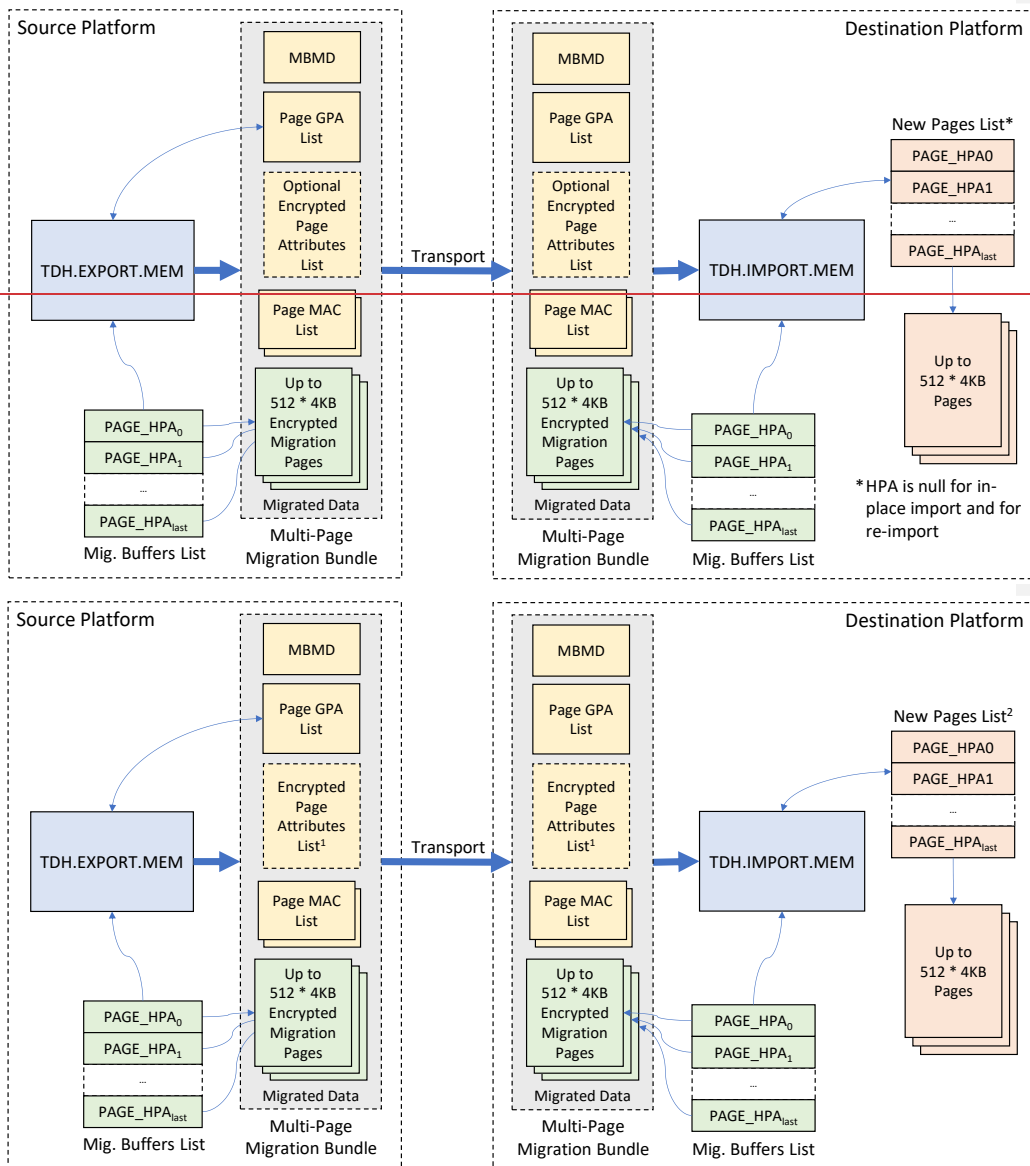 Source Platform
Destination Platform
MBMD
Page GPA
List
Optional
Encrypted
Page
Attributes
List
Page MAC
List
Up to
512 * 4KB
Encrypted
Migration
Pages
Migrated Data
Multi-Page
Migration Bundle
TDH.EXPORT.MEM
PAGE_HPA0
PAGE_HPA1
...
PAGE_HPAlast
Mig. Buffers List
Transport
MBMD
Page GPA
List
Optional
Encrypted
Page
Attributes
List
Page MAC
List
Up to
512 * 4KB
Encrypted
Migration
Pages
Migrated Data
Multi-Page
Migration Bundle
TDH.IMPORT.MEM
PAGE_HPA0
PAGE_HPA1
...
PAGE_HPAlast
Mig. Buffers List
New Pages List*
PAGE_HPA0
PAGE_HPA1
...
PAGE_HPAlast
Up to
512 * 4KB
Pages
*HPA is null for in-
place import and for
re-import
Source Platform
Destination Platform
MBMD
Page GPA
List
Encrypted
Page
Attributes
List1
Page MAC
List
Up to
512 * 4KB
Encrypted
Migration
Pages
Migrated Data
Multi-Page
Migration Bundle
TDH.EXPORT.MEM
PAGE_HPA0
PAGE_HPA1
...
PAGE_HPAlast
Mig. Buffers List
Transport
MBMD
Page GPA
List
Encrypted
Page
Attributes
List1
Page MAC
List
Up to
512 * 4KB
Encrypted
Migration
Pages
Migrated Data
Multi-Page
Migration Bundle
TDH.IMPORT.MEM
PAGE_HPA0
PAGE_HPA1
...
PAGE_HPAlast
Mig. Buffers List
New Pages List2
PAGE_HPA0
PAGE_HPA1
...
PAGE_HPAlast
Up to
512 * 4KB
Pages